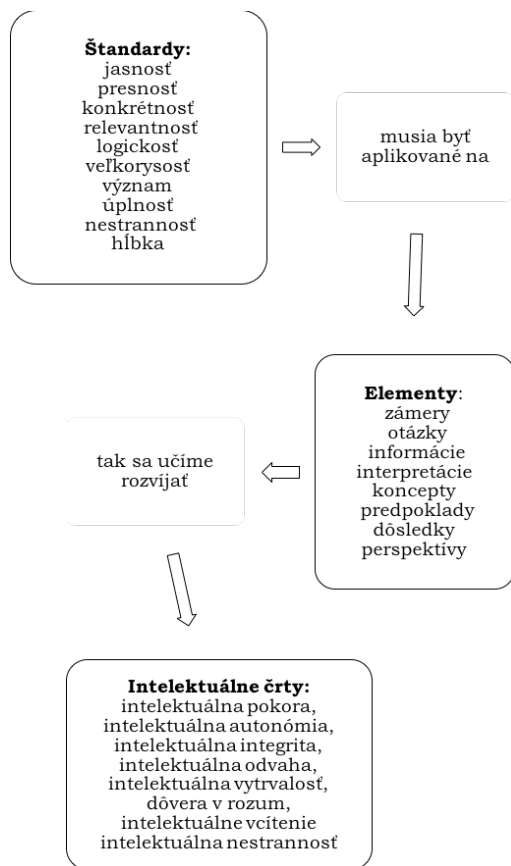 Štandardy:
jasnosť
presnosť
konkrétnosť
relevantnosť
logickosť
veľkorysosť
význam
úplnosť
nestrannosť
hĺbka
musia byť
aplikované na
Elementy:
zámery
otázky
informácie
interpretácie
koncepty
predpoklady
dôsledky
perspektívy
tak sa učíme
rozvíjať
Intelektuálne črty:
intelektuálna pokora,
intelektuálna autonómia,
intelektuálna integrita,
intelektuálna odvaha,
intelektuálna vytrvalosť,
dôvera v rozum,
intelektuálne vcítenie
intelektuálna nestrannosť